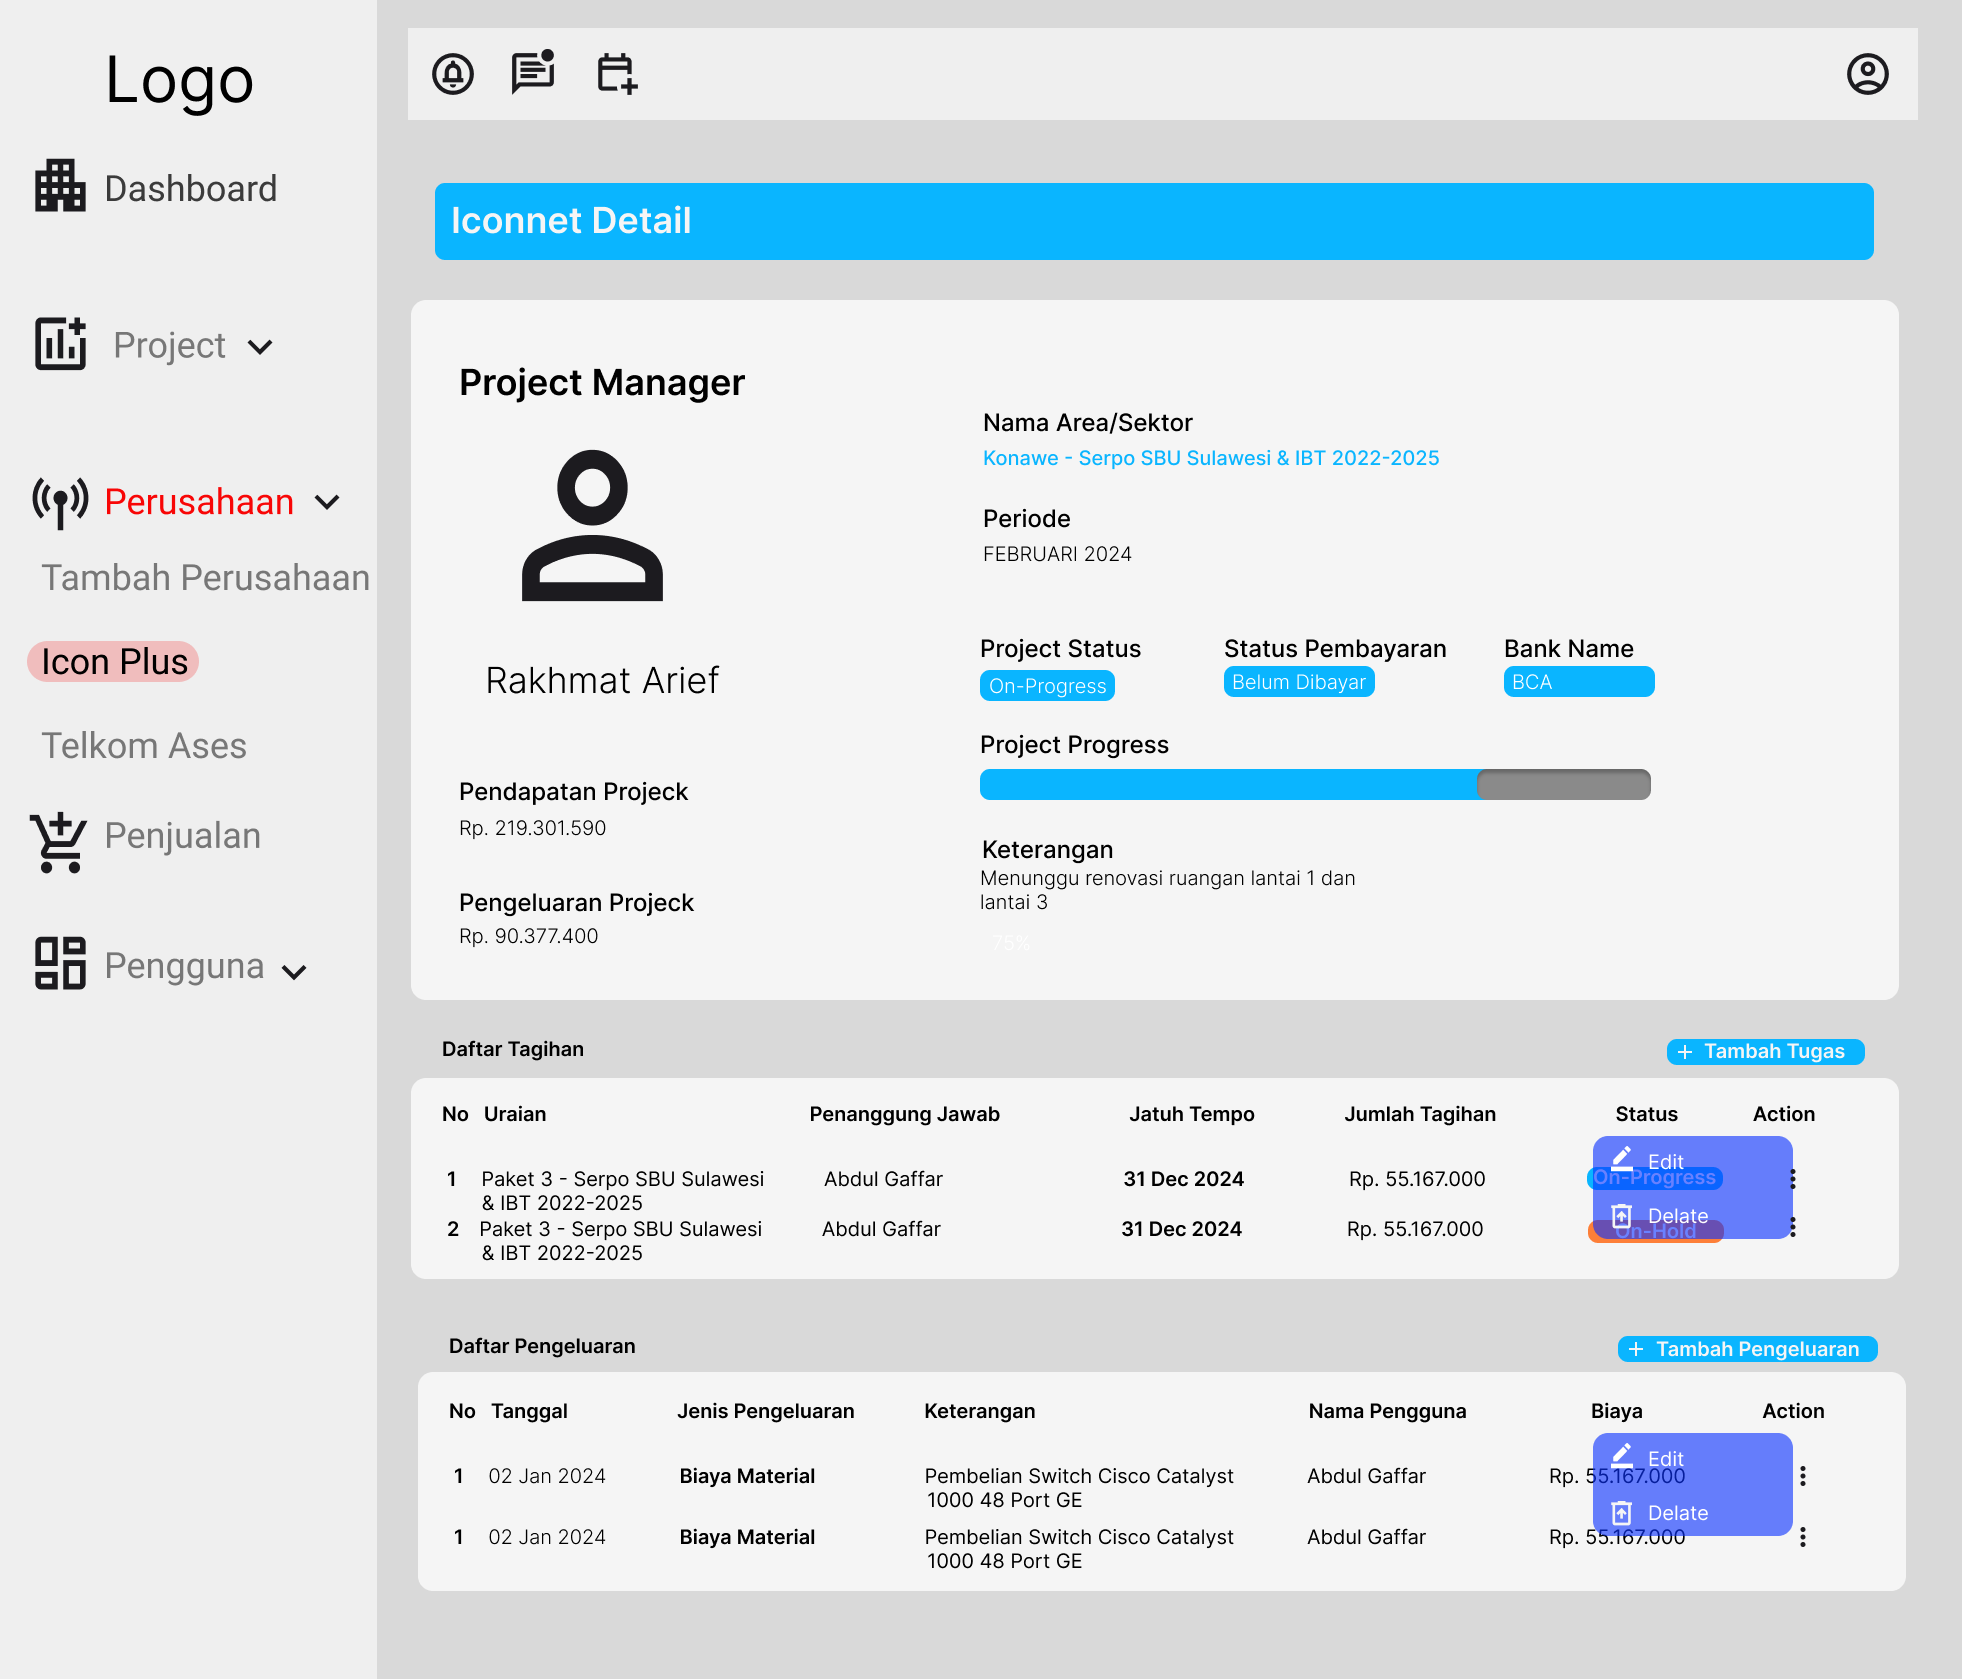 Logo
Dashboard
Project
Perusahaan
Tambah Perusahaan
Icon Plus
Telkom Ases
Penjualan
Pengguna
Iconnet Detail
Project Manager
Rakhmat Arief
Pendapatan Projeck
Rp. 219.301.590
Pengeluaran Projeck
Rp. 90.377.400
Nama Area/Sektor
Konawe - Serpo SBU Sulawesi & IBT 2022-2025
Periode
FEBRUARI 2024
Project Status Status Pembayaran Bank Name
On-Progress Belum Dibayar BCA
Project Progress
Keterangan
Menunggu renovasi ruangan lantai 1 dan
lantai 3
75%
Daftar Tagihan
+ Tambah Tugas
No Uraian Penanggung Jawab Jatuh Tempo Jumlah Tagihan Status Action
1 Paket 3 - Serpo SBU Sulawesi Abdul Gaffar 31 Dec 2024 Rp. 55.167.000 On-Progress
& IBT 2022-2025
2 Paket 3 - Serpo SBU Sulawesi Abdul Gaffar 31 Dec 2024 Rp. 55.167.000 On-Hold
& IBT 2022-2025
Edit
Delate
Daftar Pengeluaran
+ Tambah Pengeluaran
No Tanggal Jenis Pengeluaran Keterangan Nama Pengguna Biaya Action
1 02 Jan 2024 Biaya Material Pembelian Switch Cisco Catalyst Abdul Gaffar Rp. 55.167.000
1000 48 Port GE
1 02 Jan 2024 Biaya Material Pembelian Switch Cisco Catalyst Abdul Gaffar Rp. 55.167.000
1000 48 Port GE
Edit
Delate